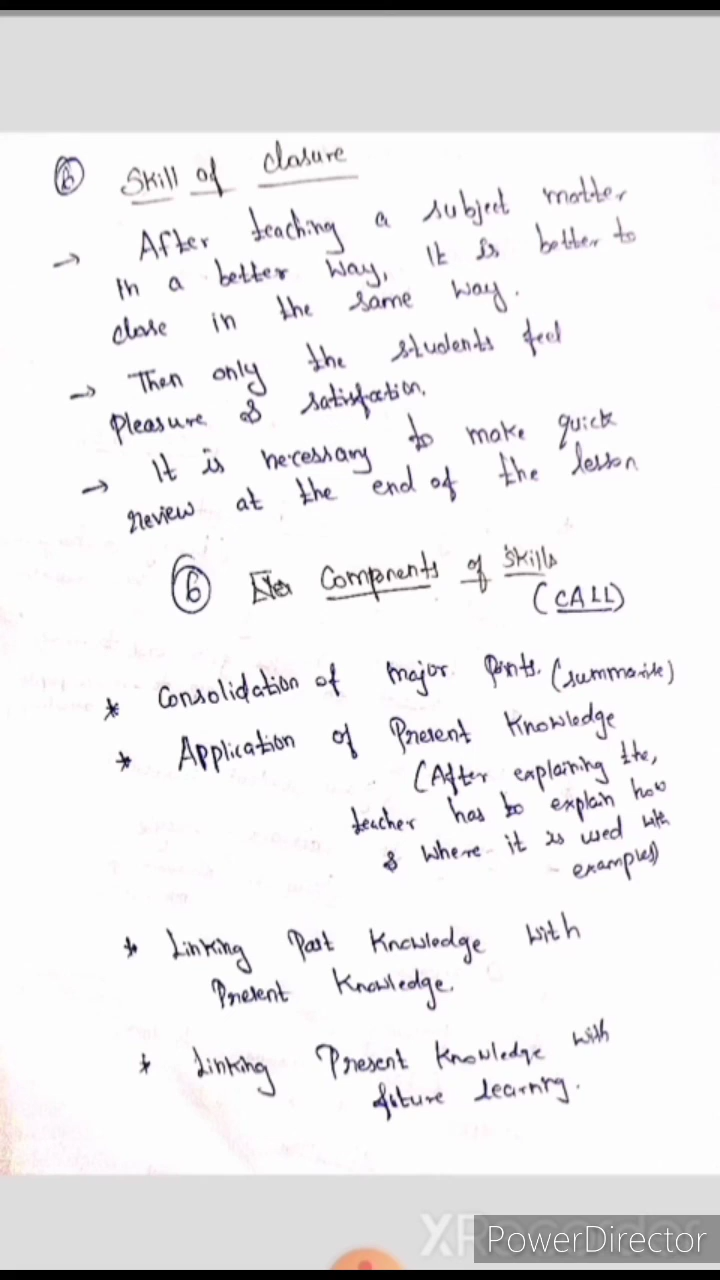 6 Skill of closure
→ After teaching a subject matter
in a better way, it is better to
close in the same way.
→ Then only the students feel
pleasure & satisfaction.
→ It is necessary to make quick
review at the end of the lesson
6 Components of skills
(CALL)
* Consolidation of major points. (summarise)
* Application of Present Knowledge
(After explaining the,
teacher has to explain how
& where it is used with
examples)
* Linking Past Knowledge with
Present Knowledge.
* Linking Present Knowledge with
future learning.
PowerDirector